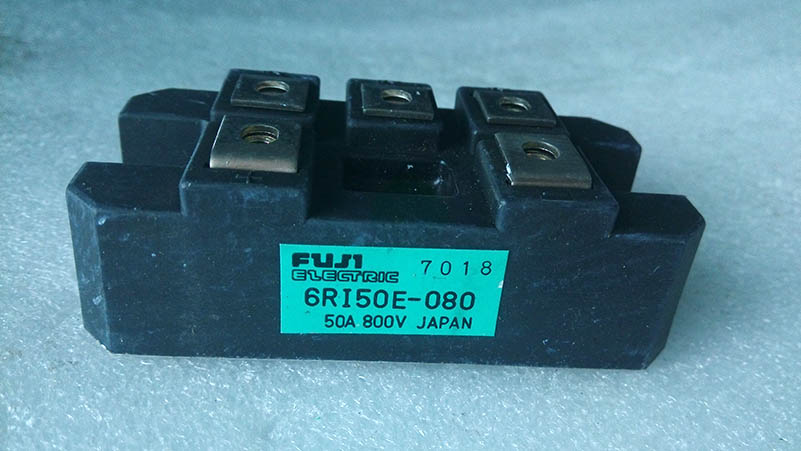 FUJI ELECTRIC 7018
6RI50E-080
50A 800V JAPAN